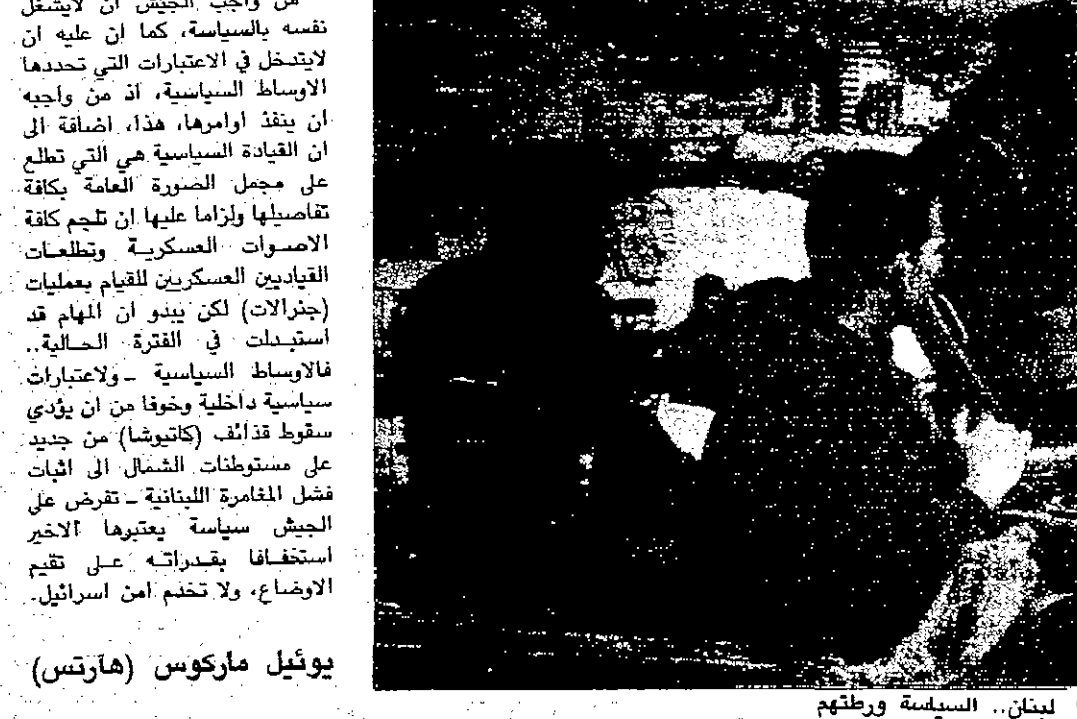 من واجب الجيش ان لايشغل
نفسه بالسياسة، كما ان عليه ان
لايتدخل في الاعتبارات التي تحددها
الاوساط السياسية، اذ من واجبه
ان ينفذ اوامرها، هذا، اضافة الى
ان القيادة السياسية هي التي تطلع
على مجمل الصورة العامة بكافة
تفاصيلها ولزاما عليها ان تلجم كافة
الاصوات العسكرية وتطلعات
القياديين العسكريين للقيام بعمليات
(جنرالات) لكن يبدو ان المهام قد
استبدلت في الفترة الحالية..
فالاوساط السياسية ـ ولاعتبارات
سياسية داخلية وخوفا من ان يؤدي
سقوط قذائف (كاتيوشا) من جديد
على مستوطنات الشمال الى اثبات
فشل المغامرة اللبنانية ـ تفرض على
الجيش سياسة يعتبرها الاخير
استخفافا بقدراته على تقيم
الاوضاع، ولا تخدم امن اسرائيل.
يوئيل ماركوس (هآرتس)
لبنان.. السياسة ورطتهم